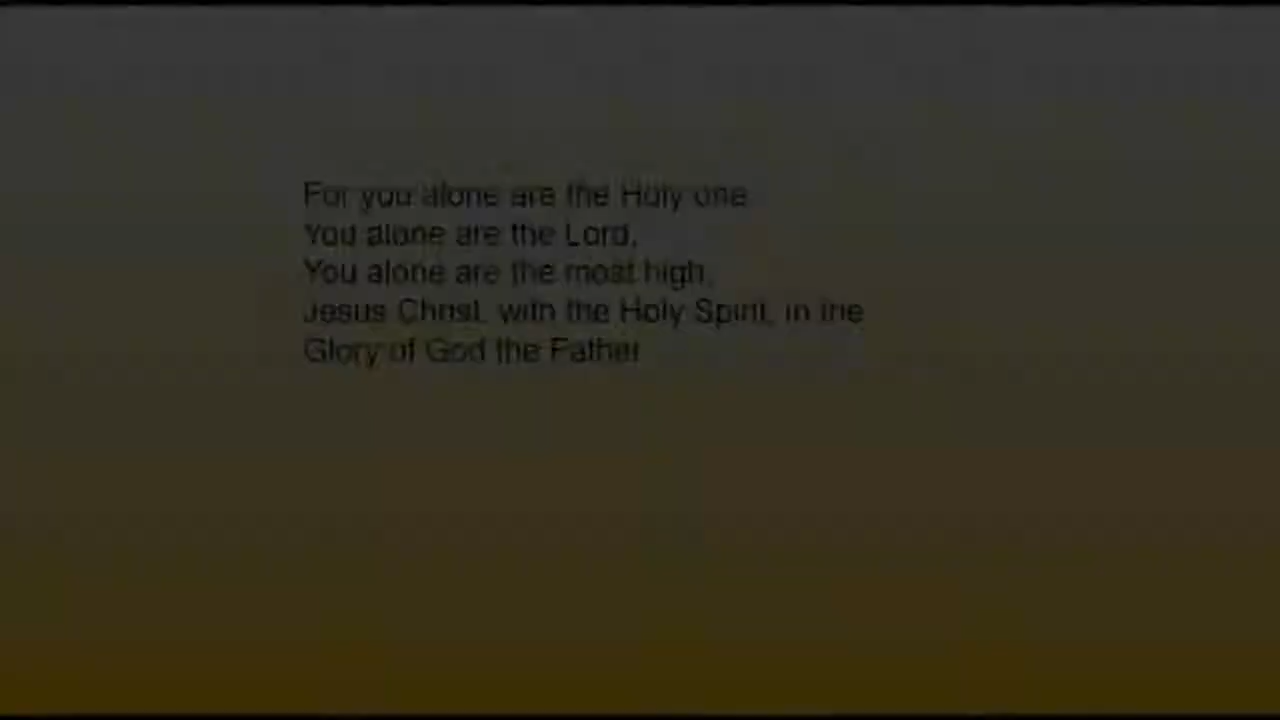 For you alone are the Holy one
You alone are the Lord,
You alone are the most high,
Jesus Christ, with the Holy Spirit, in the
Glory of God the Father